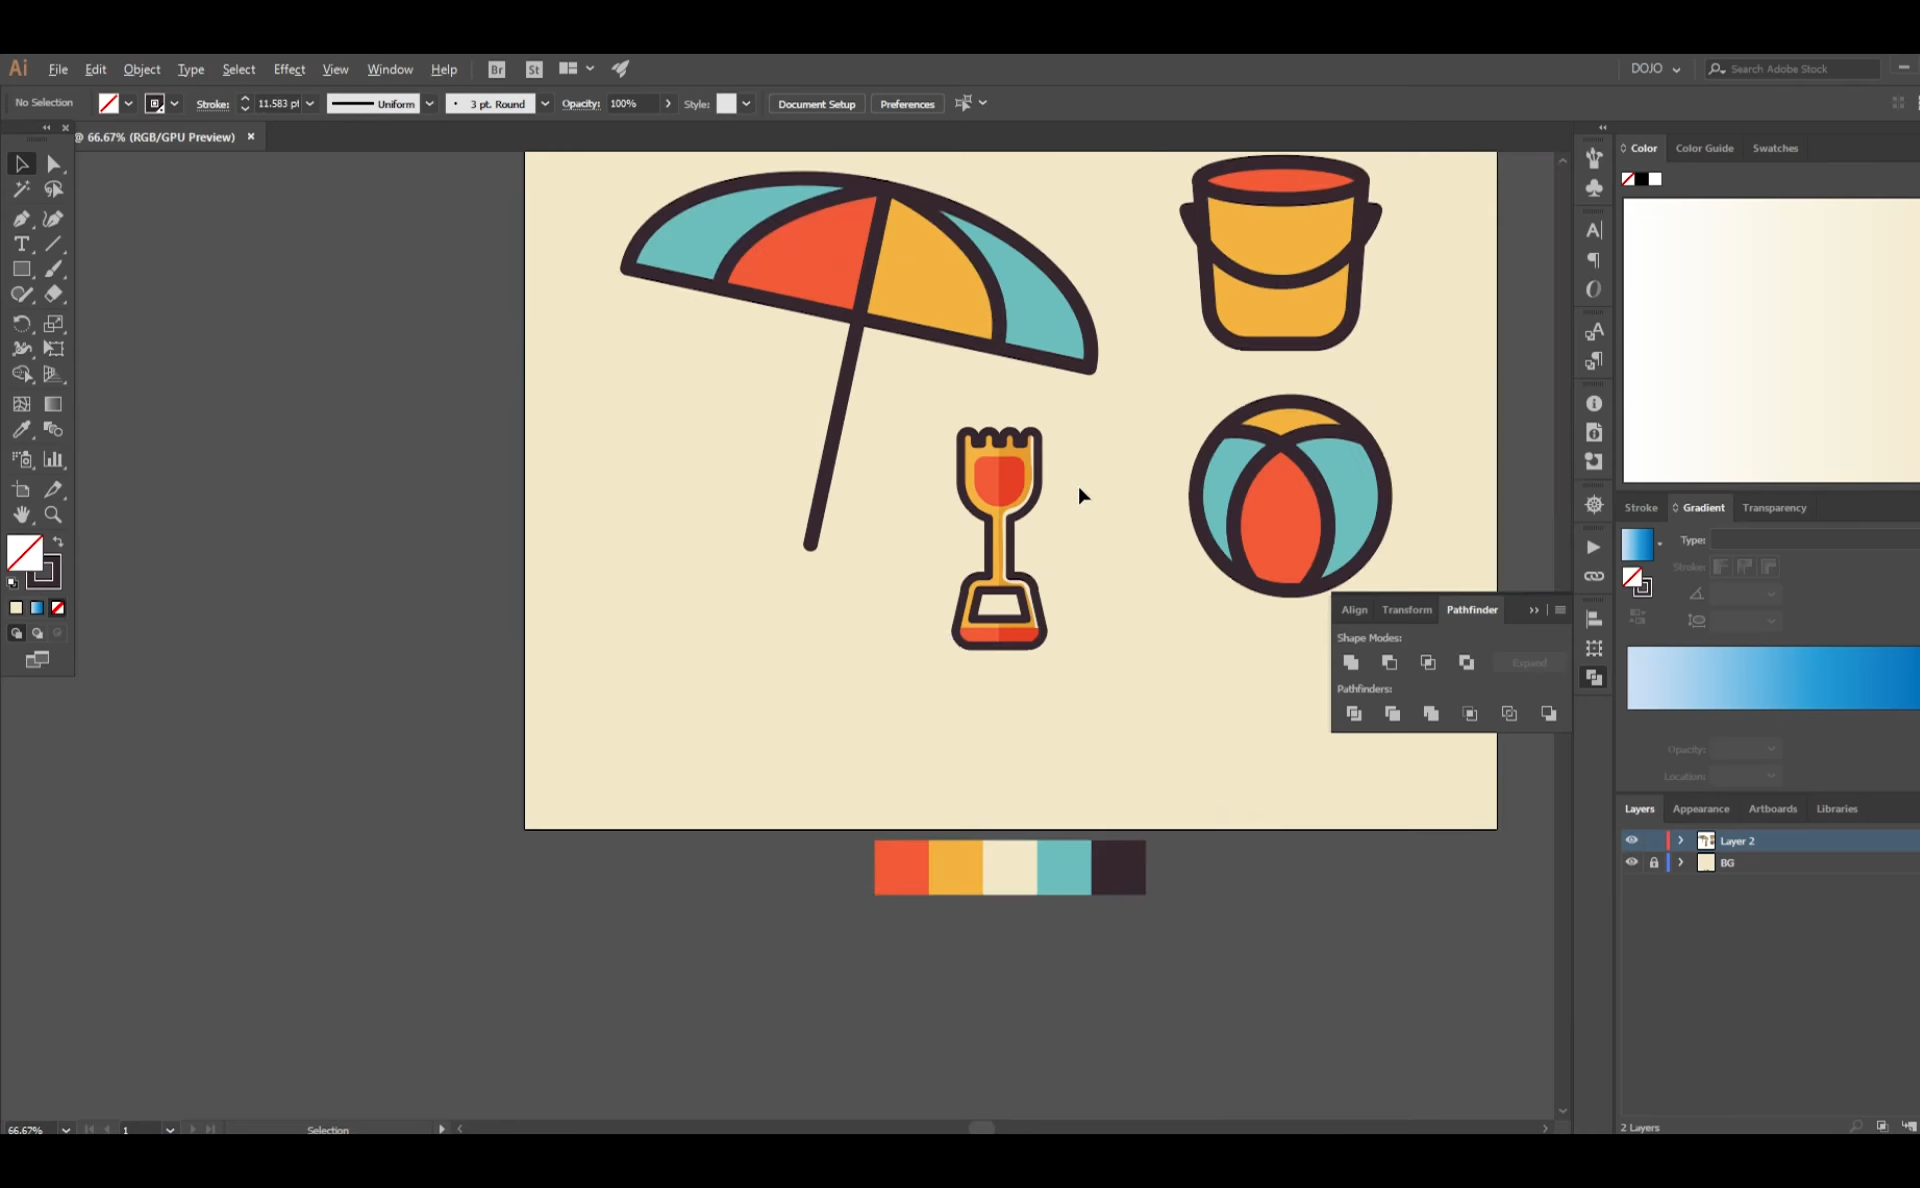 Ai File Edit Object Type Select Effect View Window Help Br St DOJO Search Adobe Stock
No Selection Stroke: 11.583 pt Uniform 3 pt. Round Opacity: 100% Style: Document Setup Preferences
@ 66.67% (RGB/GPU Preview)
Color Color Guide Swatches
Stroke Gradient Transparency
Type:
Stroke:
Align Transform Pathfinder
Shape Modes:
Expand
Pathfinders:
Opacity:
Location:
Layers Appearance Artboards Libraries
Layer 2
BG
66.67% 1 Selection
2 Layers